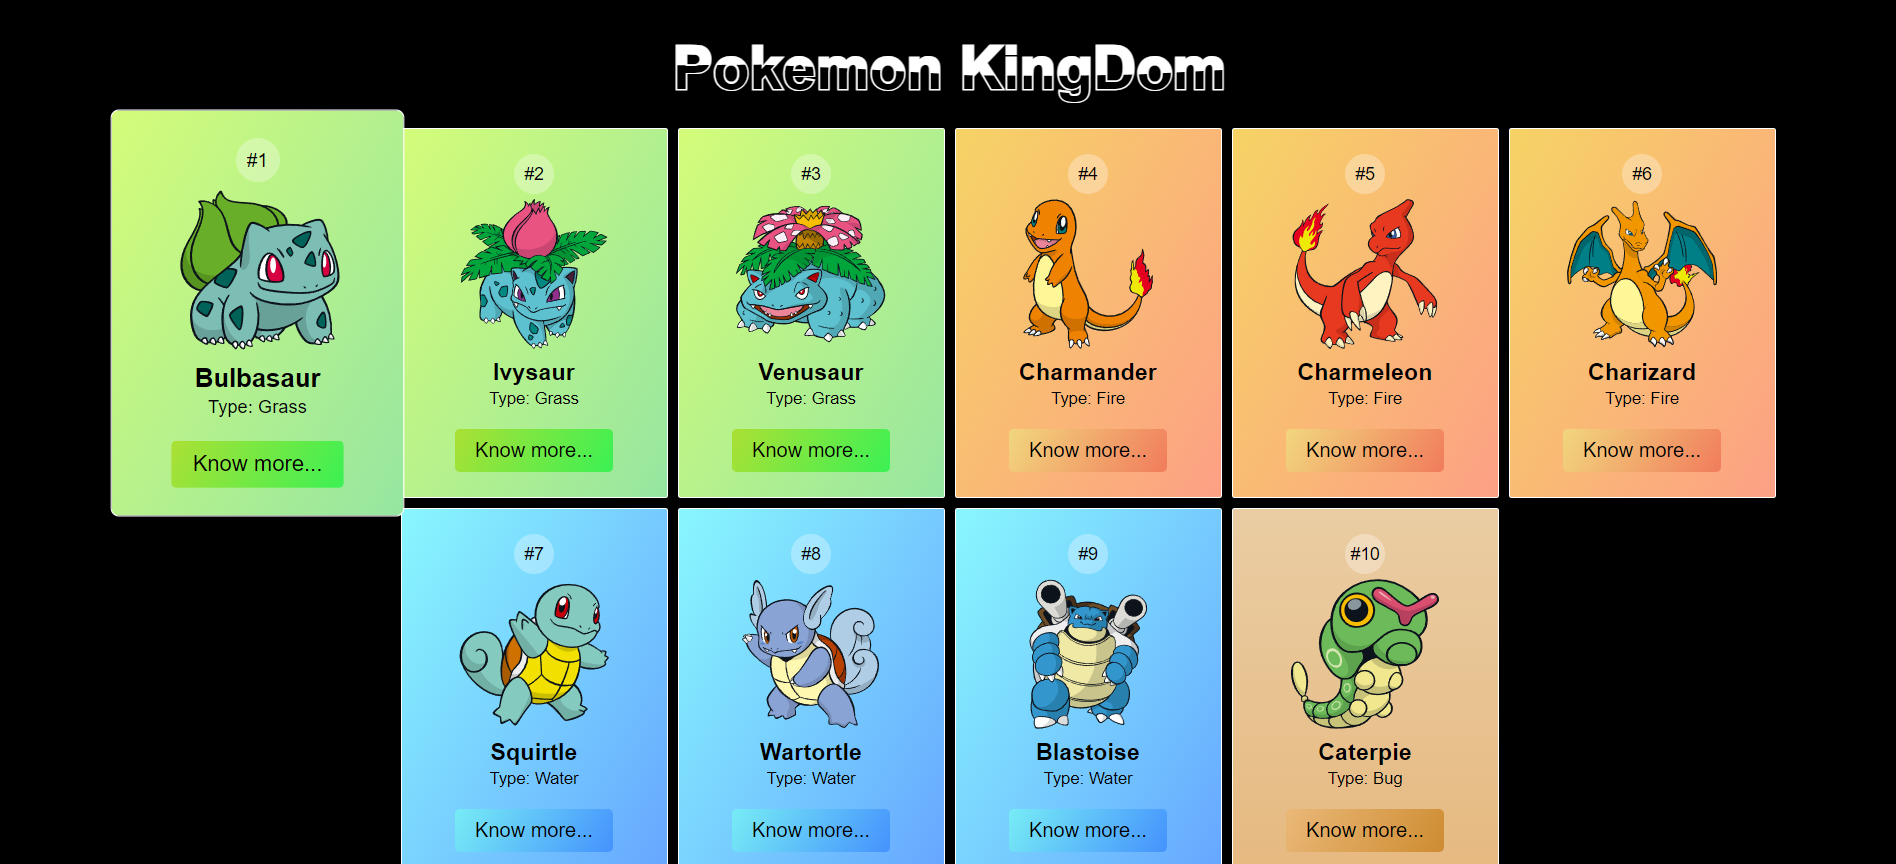 Pokemon KingDom
#1
Bulbasaur
Type: Grass
Know more...
#2
Ivysaur
Type: Grass
Know more...
#3
Venusaur
Type: Grass
Know more...
#4
Charmander
Type: Fire
Know more...
#5
Charmeleon
Type: Fire
Know more...
#6
Charizard
Type: Fire
Know more...
#7
Squirtle
Type: Water
Know more...
#8
Wartortle
Type: Water
Know more...
#9
Blastoise
Type: Water
Know more...
#10
Caterpie
Type: Bug
Know more...